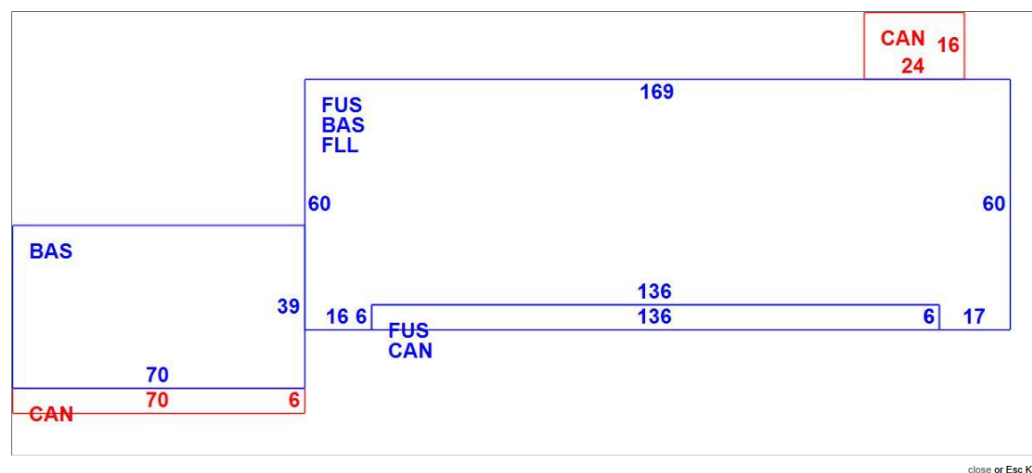 CAN 16
24
169
FUS
BAS
FLL
60 60
BAS
39
136
16 6 136 6 17
FUS
CAN
70
70 6
CAN
close or Esc K